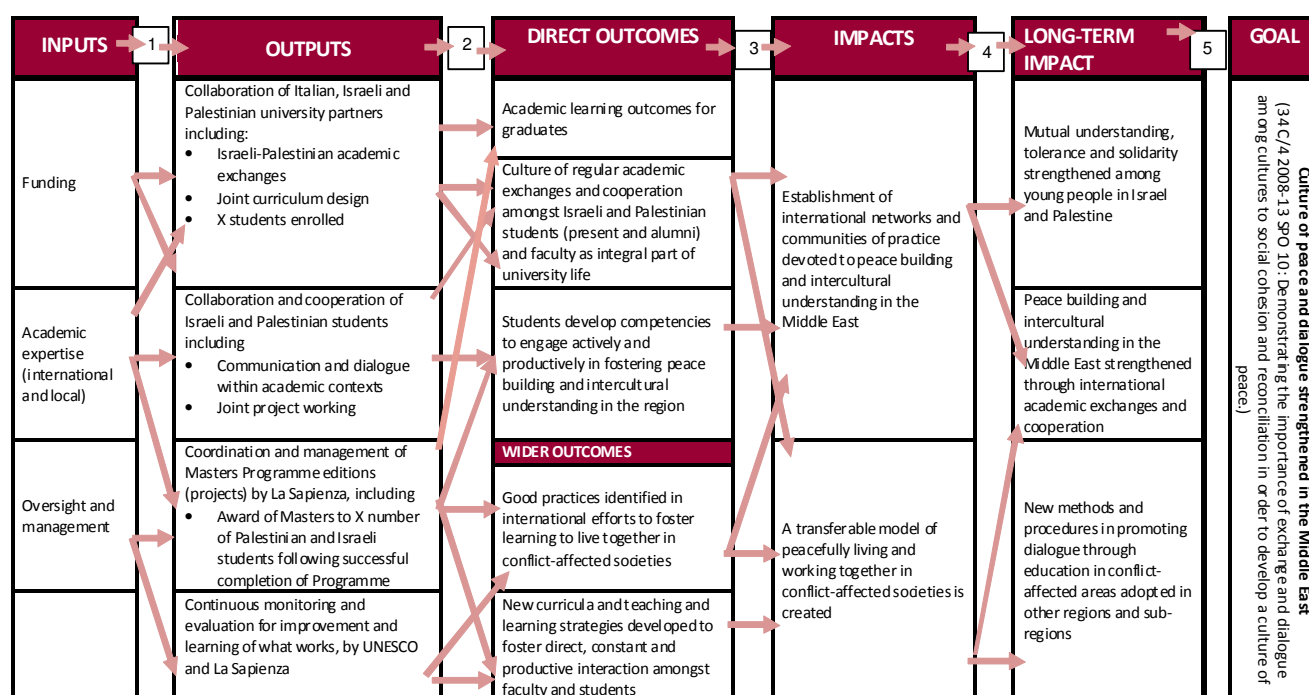 INPUTS
1
OUTPUTS
2
DIRECT OUTCOMES
3
IMPACTS
4
LONG-TERM
IMPACT
5
GOAL
Funding
Academic
expertise
(international
and local)
Oversight and
management
Collaboration of Italian, Israeli and
Palestinian university partners
including:
• Israeli-Palestinian academic
exchanges
• Joint curriculum design
• X students enrolled
Collaboration and cooperation of
Israeli and Palestinian students
including
• Communication and dialogue
within academic contexts
• Joint project working
Coordination and management of
Masters Programme editions
(projects) by La Sapienza, including
• Award of Masters to X number
of Palestinian and Israeli
students following successful
completion of Programme
Continuous monitoring and
evaluation for improvement and
learning of what works, by UNESCO
and La Sapienza
Academic learning outcomes for
graduates
Culture of regular academic
exchanges and cooperation
amongst Israeli and Palestinian
students (present and alumni)
and faculty as integral part of
university life
Students develop competencies
to engage actively and
productively in fostering peace
building and intercultural
understanding in the region
WIDER OUTCOMES
Good practices identified in
international efforts to foster
learning to live together in
conflict-affected societies
New curricula and teaching and
learning strategies developed to
foster direct, constant and
productive interaction amongst
faculty and students
Establishment of
international networks and
communities of practice
devoted to peace building
and intercultural
understanding in the
Middle East
A transferable model of
peacefully living and
working together in
conflict-affected societies is
created
Mutual understanding,
tolerance and solidarity
strengthened among
young people in Israel
and Palestine
Peace building and
intercultural
understanding in the
Middle East strengthened
through international
academic exchanges and
cooperation
New methods and
procedures in promoting
dialogue through
education in conflict-
affected areas adopted in
other regions and sub-
regions
Culture of peace and dialogue strengthened in the Middle East
(34 C/4 2008-13 SPO 10: Demonstrating the importance of exchange and dialogue
among cultures to social cohesion and reconciliation in order to develop a culture of
peace.)